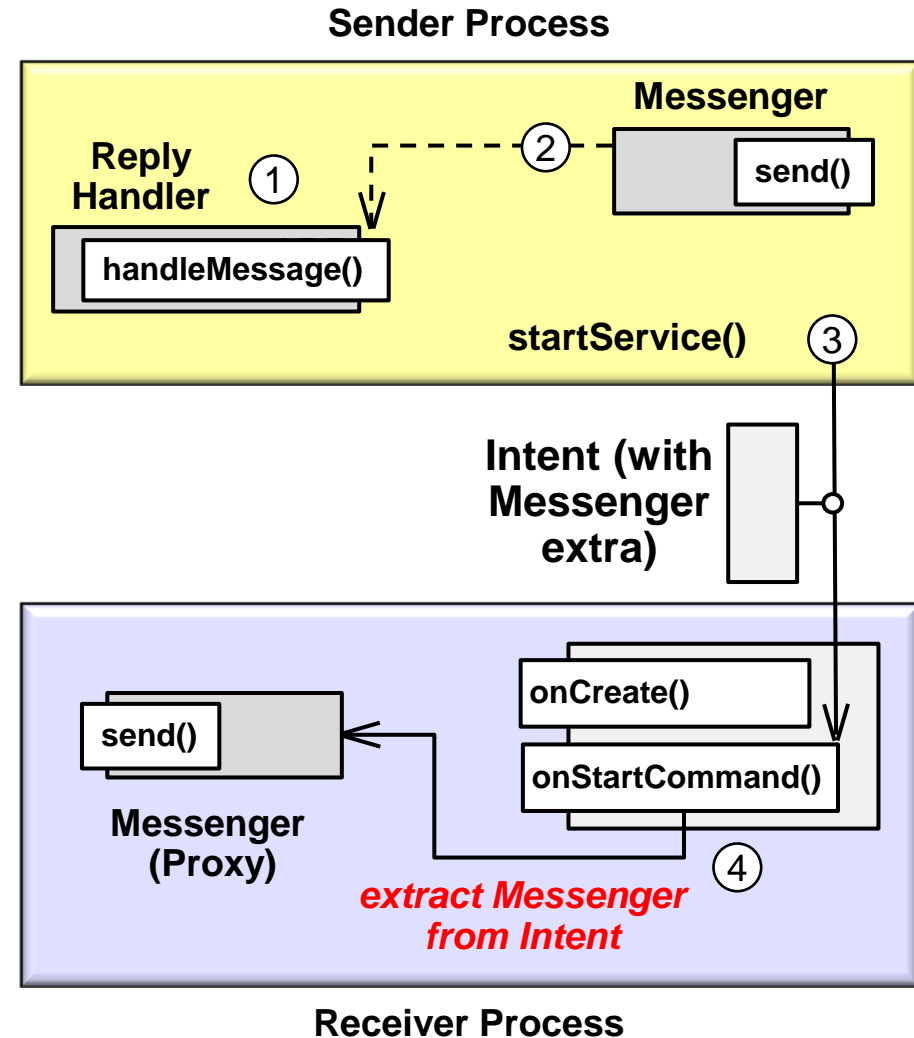 Sender Process
Messenger
send()
2
Reply
Handler
1
handleMessage()
startService()
3
Intent (with
Messenger
extra)
onCreate()
send()
onStartCommand()
Messenger
(Proxy)
4
extract Messenger
from Intent
Receiver Process